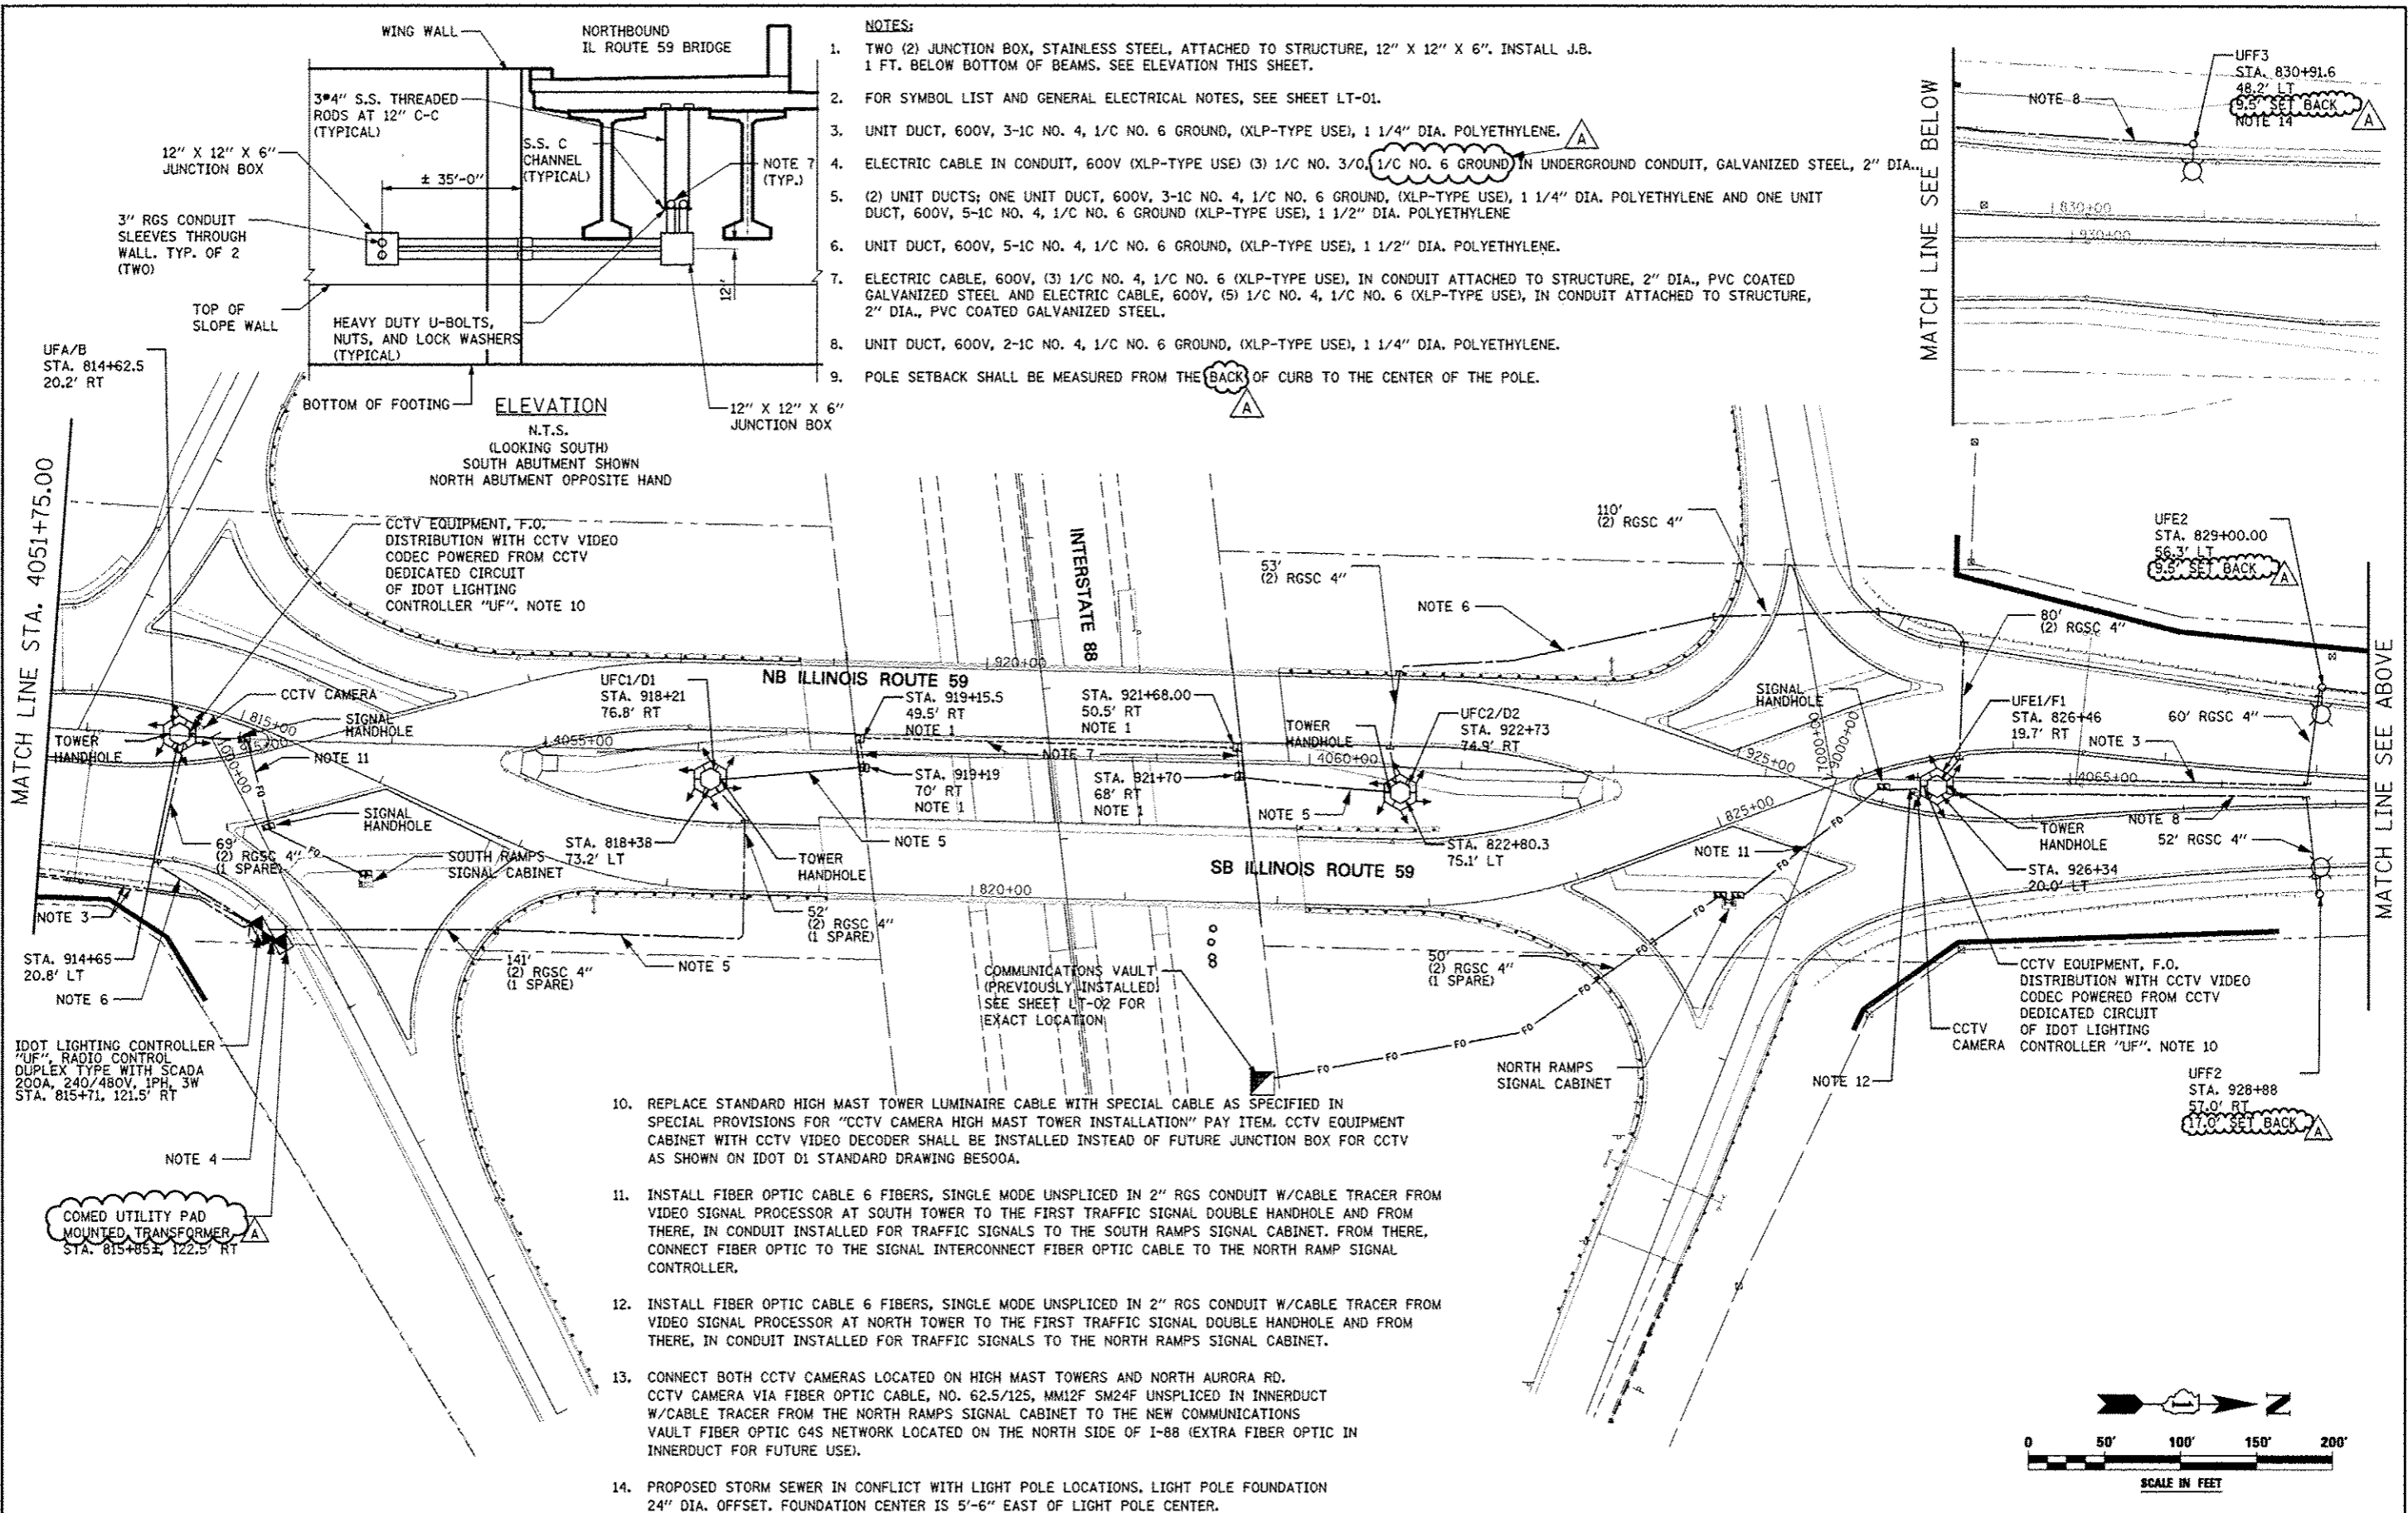 WING WALL
NORTHBOUND
IL ROUTE 59 BRIDGE
3•4" S.S. THREADED
RODS AT 12" C-C
(TYPICAL)
12" X 12" X 6"
JUNCTION BOX
S.S. C
CHANNEL
(TYPICAL)
NOTE 7
(TYP.)
± 35'-0"
3" RGS CONDUIT
SLEEVES THROUGH
WALL. TYP. OF 2
(TWO)
12"
TOP OF
SLOPE WALL
HEAVY DUTY U-BOLTS,
NUTS, AND LOCK WASHERS
(TYPICAL)
BOTTOM OF FOOTING
12" X 12" X 6"
JUNCTION BOX
ELEVATION
N.T.S.
(LOOKING SOUTH)
SOUTH ABUTMENT SHOWN
NORTH ABUTMENT OPPOSITE HAND
NOTES:
1. TWO (2) JUNCTION BOX, STAINLESS STEEL, ATTACHED TO STRUCTURE, 12" X 12" X 6". INSTALL J.B.
1 FT. BELOW BOTTOM OF BEAMS. SEE ELEVATION THIS SHEET.
2. FOR SYMBOL LIST AND GENERAL ELECTRICAL NOTES, SEE SHEET LT-01.
3. UNIT DUCT, 600V, 3-1C NO. 4, 1/C NO. 6 GROUND, (XLP-TYPE USE), 1 1/4" DIA. POLYETHYLENE.
A
4. ELECTRIC CABLE IN CONDUIT, 600V (XLP-TYPE USE) (3) 1/C NO. 3/0, 1/C NO. 6 GROUND IN UNDERGROUND CONDUIT, GALVANIZED STEEL, 2" DIA..
5. (2) UNIT DUCTS; ONE UNIT DUCT, 600V, 3-1C NO. 4, 1/C NO. 6 GROUND, (XLP-TYPE USE), 1 1/4" DIA. POLYETHYLENE AND ONE UNIT
DUCT, 600V, 5-1C NO. 4, 1/C NO. 6 GROUND (XLP-TYPE USE), 1 1/2" DIA. POLYETHYLENE
6. UNIT DUCT, 600V, 5-1C NO. 4, 1/C NO. 6 GROUND, (XLP-TYPE USE), 1 1/2" DIA. POLYETHYLENE.
7. ELECTRIC CABLE, 600V, (3) 1/C NO. 4, 1/C NO. 6 (XLP-TYPE USE), IN CONDUIT ATTACHED TO STRUCTURE, 2" DIA., PVC COATED
GALVANIZED STEEL AND ELECTRIC CABLE, 600V, (5) 1/C NO. 4, 1/C NO. 6 (XLP-TYPE USE), IN CONDUIT ATTACHED TO STRUCTURE,
2" DIA., PVC COATED GALVANIZED STEEL.
8. UNIT DUCT, 600V, 2-1C NO. 4, 1/C NO. 6 GROUND, (XLP-TYPE USE), 1 1/4" DIA. POLYETHYLENE.
9. POLE SETBACK SHALL BE MEASURED FROM THE BACK OF CURB TO THE CENTER OF THE POLE.
A
MATCH LINE SEE BELOW
NOTE 8
UFF3
STA. 830+91.6
48.2' LT
9.5' SET BACK
A
NOTE 14
830+00
930+00
MATCH LINE STA. 4051+75.00
UFA/B
STA. 814+62.5
20.2' RT
CCTV EQUIPMENT, F.O.
DISTRIBUTION WITH CCTV VIDEO
CODEC POWERED FROM CCTV
DEDICATED CIRCUIT
OF IDOT LIGHTING
CONTROLLER "UF". NOTE 10
CCTV CAMERA
SIGNAL
HANDHOLE
TOWER
HANDHOLE
815+00
915+00
1000+00
NOTE 11
FO
SIGNAL
HANDHOLE
FO
SOUTH RAMPS
SIGNAL CABINET
69'
(2) RGSC 4"
(1 SPARE)
NOTE 3
STA. 914+65
20.8' LT
NOTE 6
IDOT LIGHTING CONTROLLER
"UF", RADIO CONTROL
DUPLEX TYPE WITH SCADA
200A, 240/480V, 1PH, 3W
STA. 815+71, 121.5' RT
NOTE 4
COMED UTILITY PAD
MOUNTED TRANSFORMER
A
STA. 815+85±, 122.5' RT
141'
(2) RGSC 4"
(1 SPARE)
NOTE 5
4055+00
UFC1/D1
STA. 918+21
76.8' RT
STA. 818+38
73.2' LT
TOWER
HANDHOLE
52'
(2) RGSC 4"
(1 SPARE)
NB ILLINOIS ROUTE 59
920+00
STA. 919+15.5
49.5' RT
NOTE 1
STA. 919+19
70' RT
NOTE 1
NOTE 5
NOTE 7
INTERSTATE 88
STA. 921+68.00
50.5' RT
NOTE 1
STA. 921+70
68' RT
NOTE 1
NOTE 5
820+00
SB ILLINOIS ROUTE 59
4060+00
TOWER
HANDHOLE
UFC2/D2
STA. 922+73
74.9' RT
STA. 822+80.3
75.1' LT
53'
(2) RGSC 4"
NOTE 6
110'
(2) RGSC 4"
COMMUNICATIONS VAULT
(PREVIOUSLY INSTALLED)
SEE SHEET LT-02 FOR
EXACT LOCATION
FO
FO
FO
FO
FO
FO
FO
FO
50'
(2) RGSC 4"
(1 SPARE)
925+00
825+00
1000+00
5000+00
SIGNAL
HANDHOLE
NOTE 11
NORTH RAMPS
SIGNAL CABINET
80'
(2) RGSC 4"
UFE1/F1
STA. 826+46
19.7' RT
NOTE 3
4065+00
NOTE 8
TOWER
HANDHOLE
STA. 926+34
20.0' LT
CCTV EQUIPMENT, F.O.
DISTRIBUTION WITH CCTV VIDEO
CODEC POWERED FROM CCTV
DEDICATED CIRCUIT
OF IDOT LIGHTING
CONTROLLER "UF". NOTE 10
CCTV
CAMERA
NOTE 12
UFE2
STA. 829+00.00
56.3' LT
9.5' SET BACK
A
60' RGSC 4"
52' RGSC 4"
UFF2
STA. 928+88
57.0' RT
17.0' SET BACK
A
MATCH LINE SEE ABOVE
10. REPLACE STANDARD HIGH MAST TOWER LUMINAIRE CABLE WITH SPECIAL CABLE AS SPECIFIED IN
SPECIAL PROVISIONS FOR "CCTV CAMERA HIGH MAST TOWER INSTALLATION" PAY ITEM. CCTV EQUIPMENT
CABINET WITH CCTV VIDEO DECODER SHALL BE INSTALLED INSTEAD OF FUTURE JUNCTION BOX FOR CCTV
AS SHOWN ON IDOT D1 STANDARD DRAWING BE500A.
11. INSTALL FIBER OPTIC CABLE 6 FIBERS, SINGLE MODE UNSPLICED IN 2" RGS CONDUIT W/CABLE TRACER FROM
VIDEO SIGNAL PROCESSOR AT SOUTH TOWER TO THE FIRST TRAFFIC SIGNAL DOUBLE HANDHOLE AND FROM
THERE, IN CONDUIT INSTALLED FOR TRAFFIC SIGNALS TO THE SOUTH RAMPS SIGNAL CABINET. FROM THERE,
CONNECT FIBER OPTIC TO THE SIGNAL INTERCONNECT FIBER OPTIC CABLE TO THE NORTH RAMP SIGNAL
CONTROLLER.
12. INSTALL FIBER OPTIC CABLE 6 FIBERS, SINGLE MODE UNSPLICED IN 2" RGS CONDUIT W/CABLE TRACER FROM
VIDEO SIGNAL PROCESSOR AT NORTH TOWER TO THE FIRST TRAFFIC SIGNAL DOUBLE HANDHOLE AND FROM
THERE, IN CONDUIT INSTALLED FOR TRAFFIC SIGNALS TO THE NORTH RAMPS SIGNAL CABINET.
13. CONNECT BOTH CCTV CAMERAS LOCATED ON HIGH MAST TOWERS AND NORTH AURORA RD.
CCTV CAMERA VIA FIBER OPTIC CABLE, NO. 62.5/125, MM12F SM24F UNSPLICED IN INNERDUCT
W/CABLE TRACER FROM THE NORTH RAMPS SIGNAL CABINET TO THE NEW COMMUNICATIONS
VAULT FIBER OPTIC G4S NETWORK LOCATED ON THE NORTH SIDE OF I-88 (EXTRA FIBER OPTIC IN
INNERDUCT FOR FUTURE USE).
14. PROPOSED STORM SEWER IN CONFLICT WITH LIGHT POLE LOCATIONS. LIGHT POLE FOUNDATION
24" DIA. OFFSET. FOUNDATION CENTER IS 5'-6" EAST OF LIGHT POLE CENTER.
N
0 50' 100' 150' 200'
SCALE IN FEET